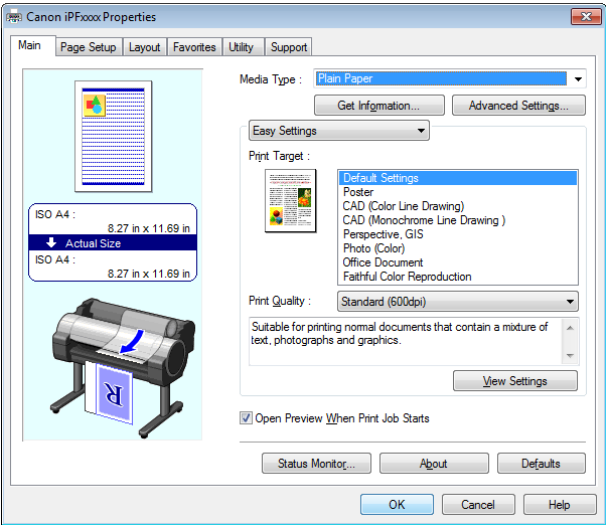 Canon iPFxxxx Properties
Main Page Setup Layout Favorites Utility Support
Media Type : Plain Paper
Get Information... Advanced Settings...
Easy Settings
Print Target :
Default Settings
Poster
CAD (Color Line Drawing)
CAD (Monochrome Line Drawing )
Perspective, GIS
Photo (Color)
Office Document
Faithful Color Reproduction
ISO A4 :
8.27 in x 11.69 in
Actual Size
ISO A4 :
8.27 in x 11.69 in
R
Print Quality : Standard (600dpi)
Suitable for printing normal documents that contain a mixture of
text, photographs and graphics.
View Settings
Open Preview When Print Job Starts
Status Monitor... About Defaults
OK Cancel Help